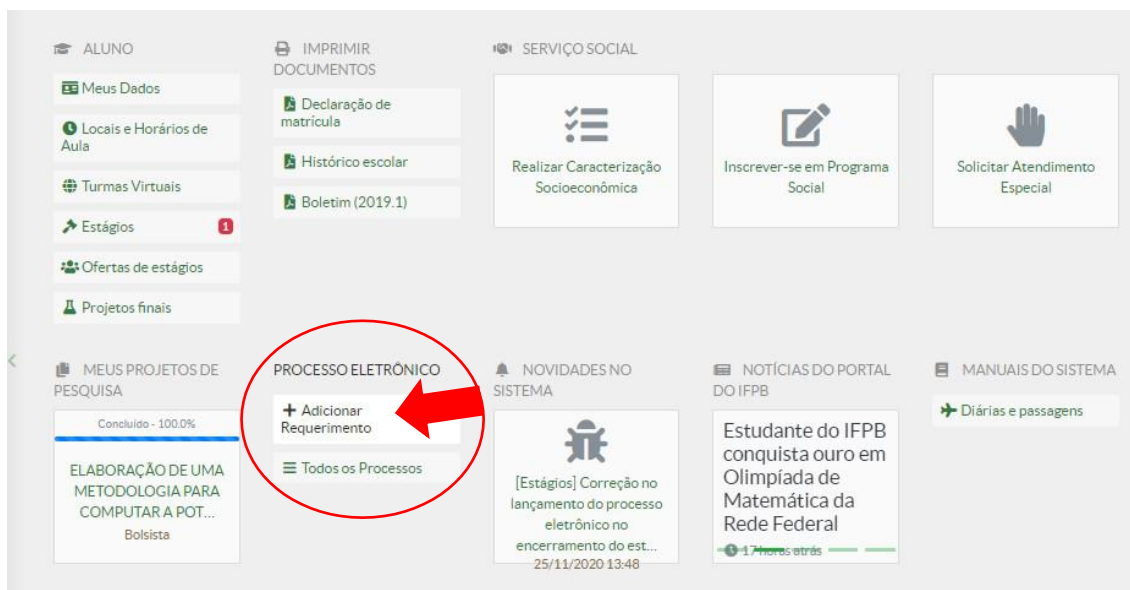 ALUNO
Meus Dados
Locais e Horários de
Aula
Turmas Virtuais
Estágios 1
Ofertas de estágios
Projetos finais
IMPRIMIR
DOCUMENTOS
Declaração de
matrícula
Histórico escolar
Boletim (2019.1)
SERVIÇO SOCIAL
Realizar Caracterização
Socioeconômica
Inscrever-se em Programa
Social
Solicitar Atendimento
Especial
MEUS PROJETOS DE
PESQUISA
Concluído - 100.0%
ELABORAÇÃO DE UMA
METODOLOGIA PARA
COMPUTAR A POT...
Bolsista
PROCESSO ELETRÔNICO
Adicionar
Requerimento
Todos os Processos
NOVIDADES NO
SISTEMA
[Estágios] Correção no
lançamento do processo
eletrônico no
encerramento do est...
25/11/2020 13:48
NOTÍCIAS DO PORTAL
DO IFPB
Estudante do IFPB
conquista ouro em
Olimpíada de
Matemática da
Rede Federal
17 horas atrás
MANUAIS DO SISTEMA
Diárias e passagens